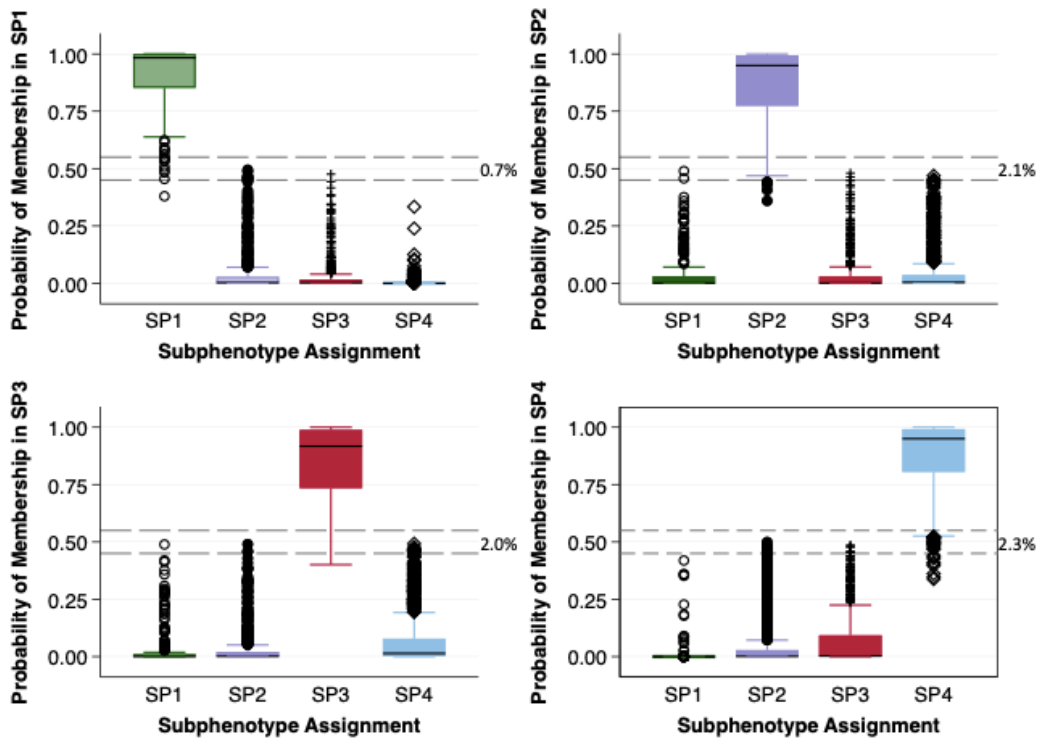 Probability of Membership in SP1
1.00
0.75
0.50
0.25
0.00
0.7%
SP1 SP2 SP3 SP4
Subphenotype Assignment
Probability of Membership in SP2
1.00
0.75
0.50
0.25
0.00
2.1%
SP1 SP2 SP3 SP4
Subphenotype Assignment
Probability of Membership in SP3
1.00
0.75
0.50
0.25
0.00
2.0%
SP1 SP2 SP3 SP4
Subphenotype Assignment
Probability of Membership in SP4
1.00
0.75
0.50
0.25
0.00
2.3%
SP1 SP2 SP3 SP4
Subphenotype Assignment